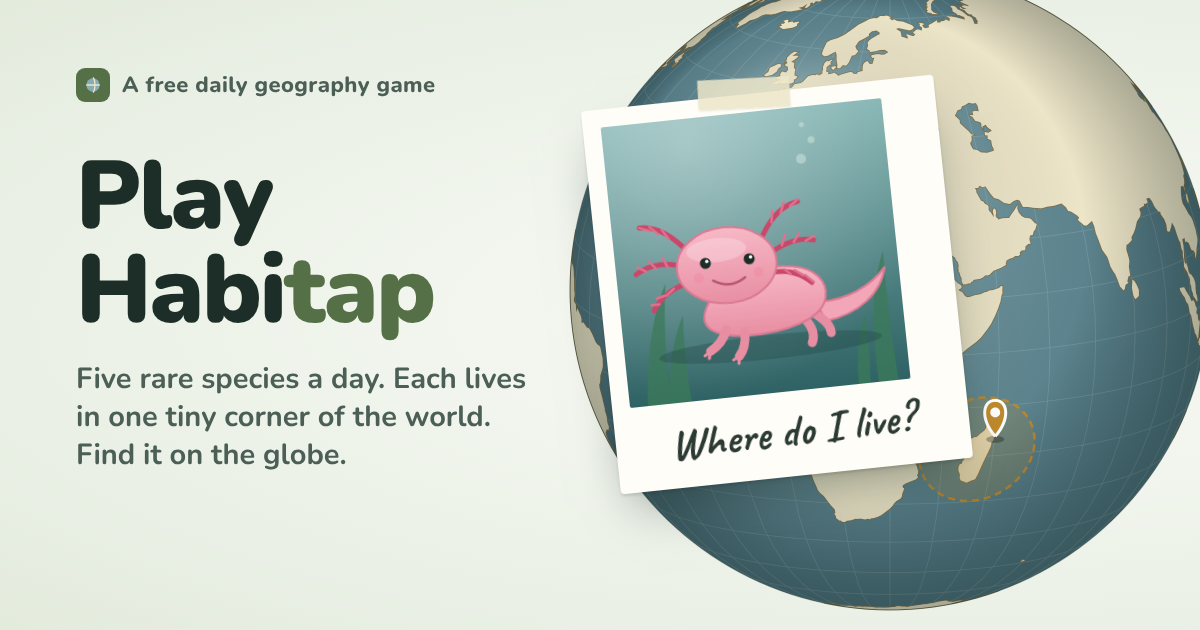 A free daily geography game
Play
Habitap
Five rare species a day. Each lives
in one tiny corner of the world.
Find it on the globe.
Where do I live?